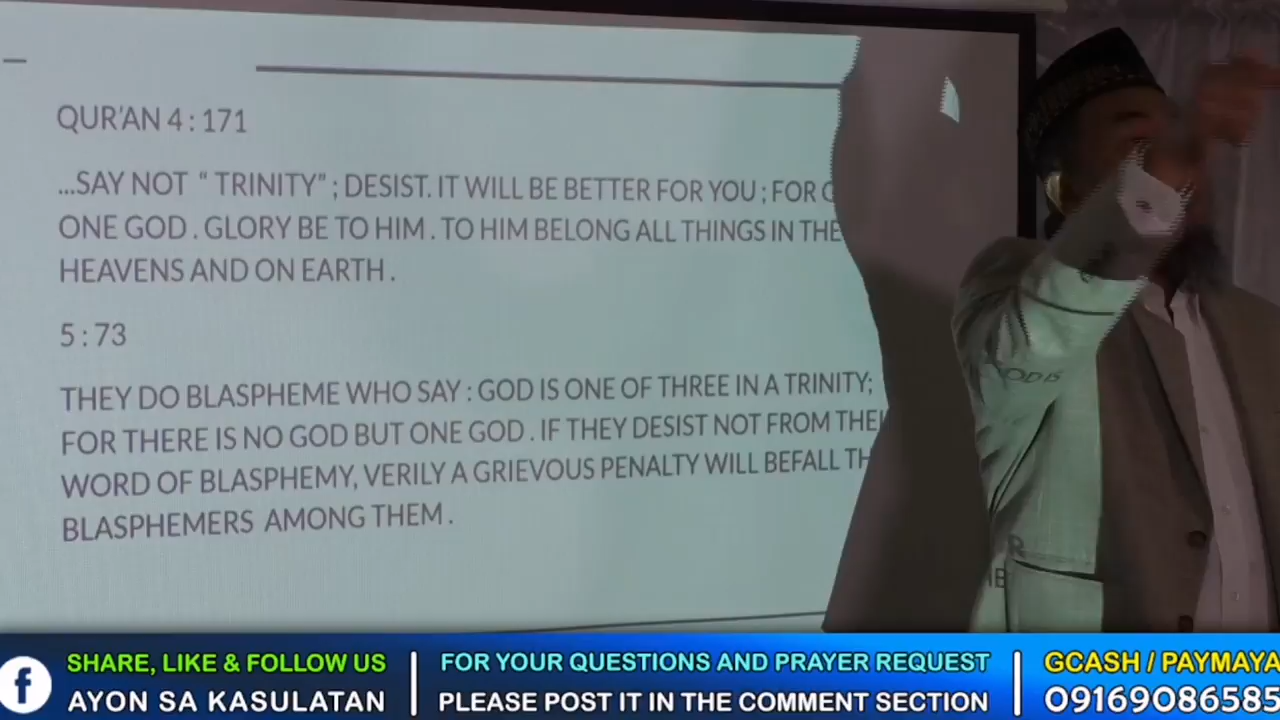 QUR'AN 4 : 171
...SAY NOT “ TRINITY” ; DESIST. IT WILL BE BETTER FOR YOU ; FOR
ONE GOD . GLORY BE TO HIM . TO HIM BELONG ALL THINGS IN THE
HEAVENS AND ON EARTH .
5 : 73
THEY DO BLASPHEME WHO SAY : GOD IS ONE OF THREE IN A TRINITY;
FOR THERE IS NO GOD BUT ONE GOD . IF THEY DESIST NOT FROM
WORD OF BLASPHEMY, VERILY A GRIEVOUS PENALTY WILL BEFALL
BLASPHEMERS AMONG THEM .
SHARE, LIKE & FOLLOW US
AYON SA KASULATAN
FOR YOUR QUESTIONS AND PRAYER REQUEST
PLEASE POST IT IN THE COMMENT SECTION
GCASH / PAYMAYA
09169086585